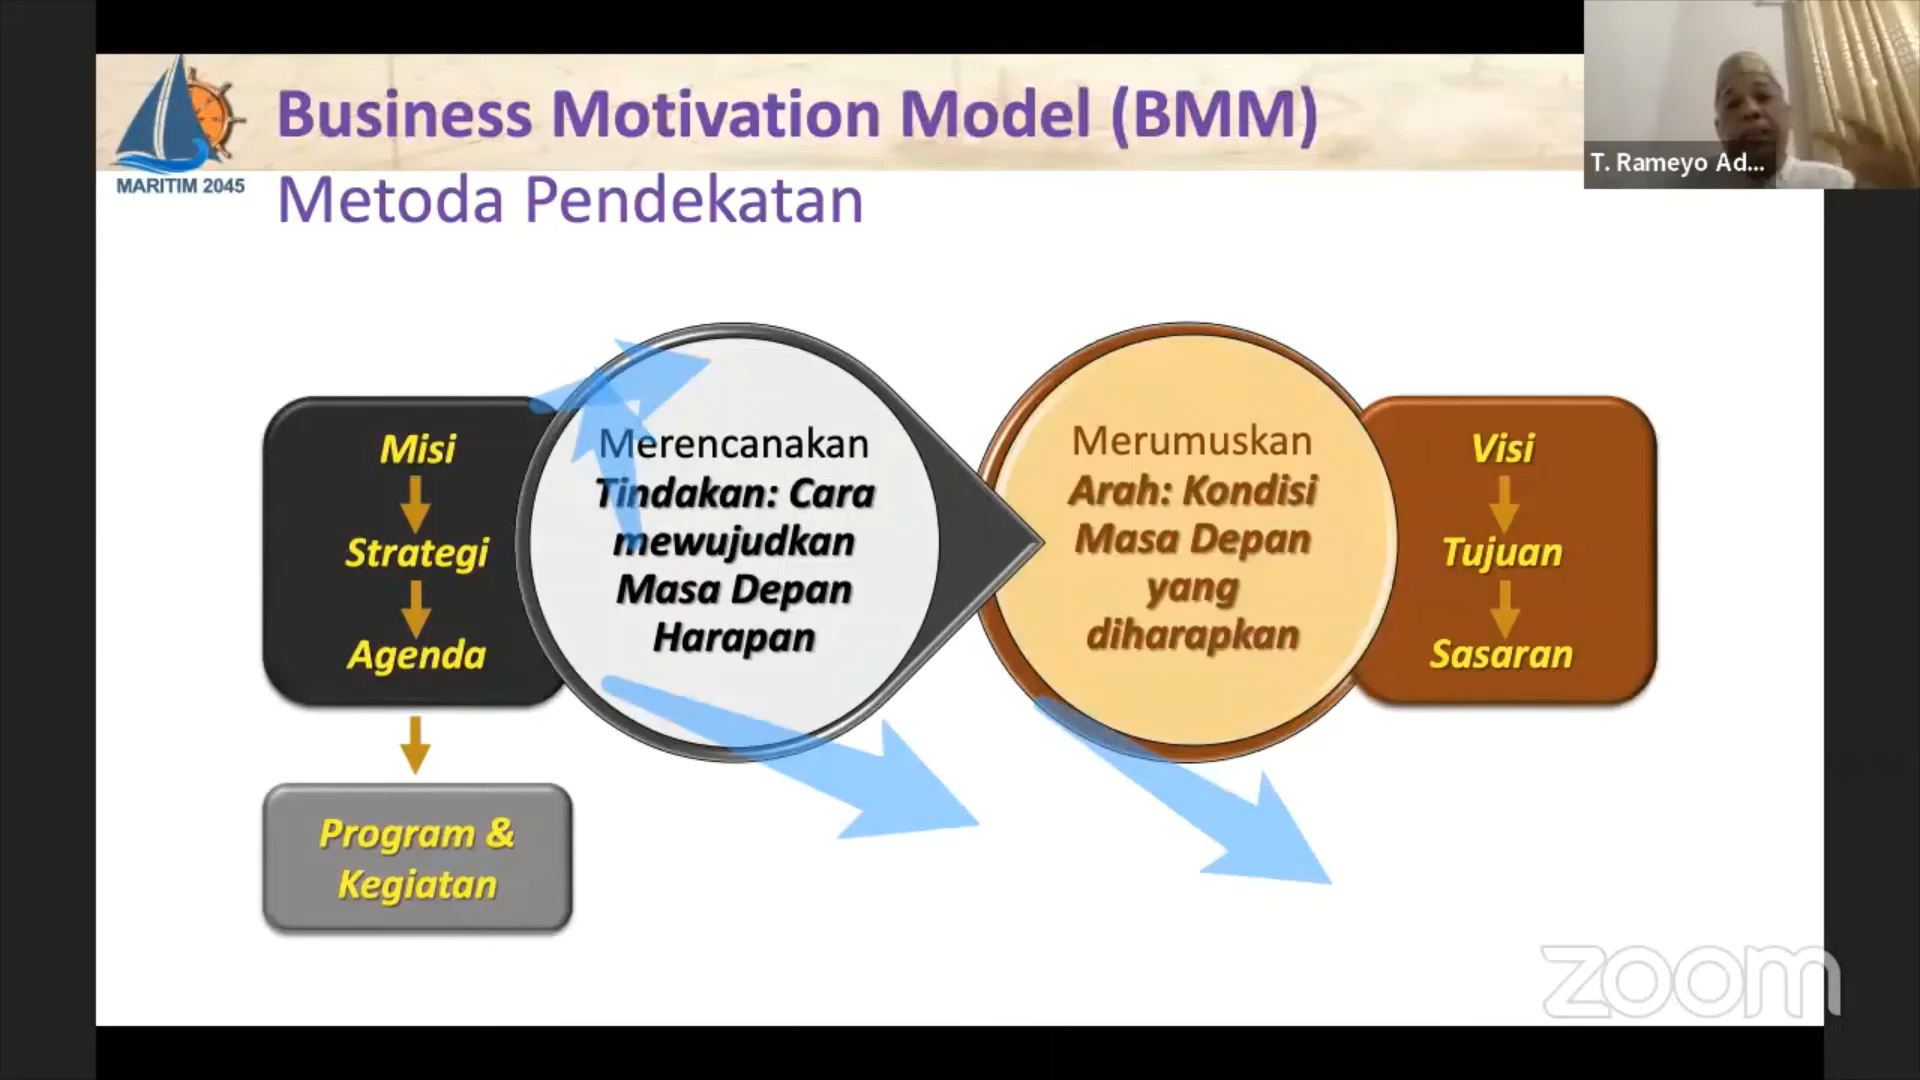 Business Motivation Model (BMM)
Metoda Pendekatan
MARITIM 2045
T. Rameyo Ad...
Misi
Strategi
Agenda
Program &
Kegiatan
Merencanakan
Tindakan: Cara
mewujudkan
Masa Depan
Harapan
Merumuskan
Arah: Kondisi
Masa Depan
yang
diharapkan
Visi
Tujuan
Sasaran
zoom